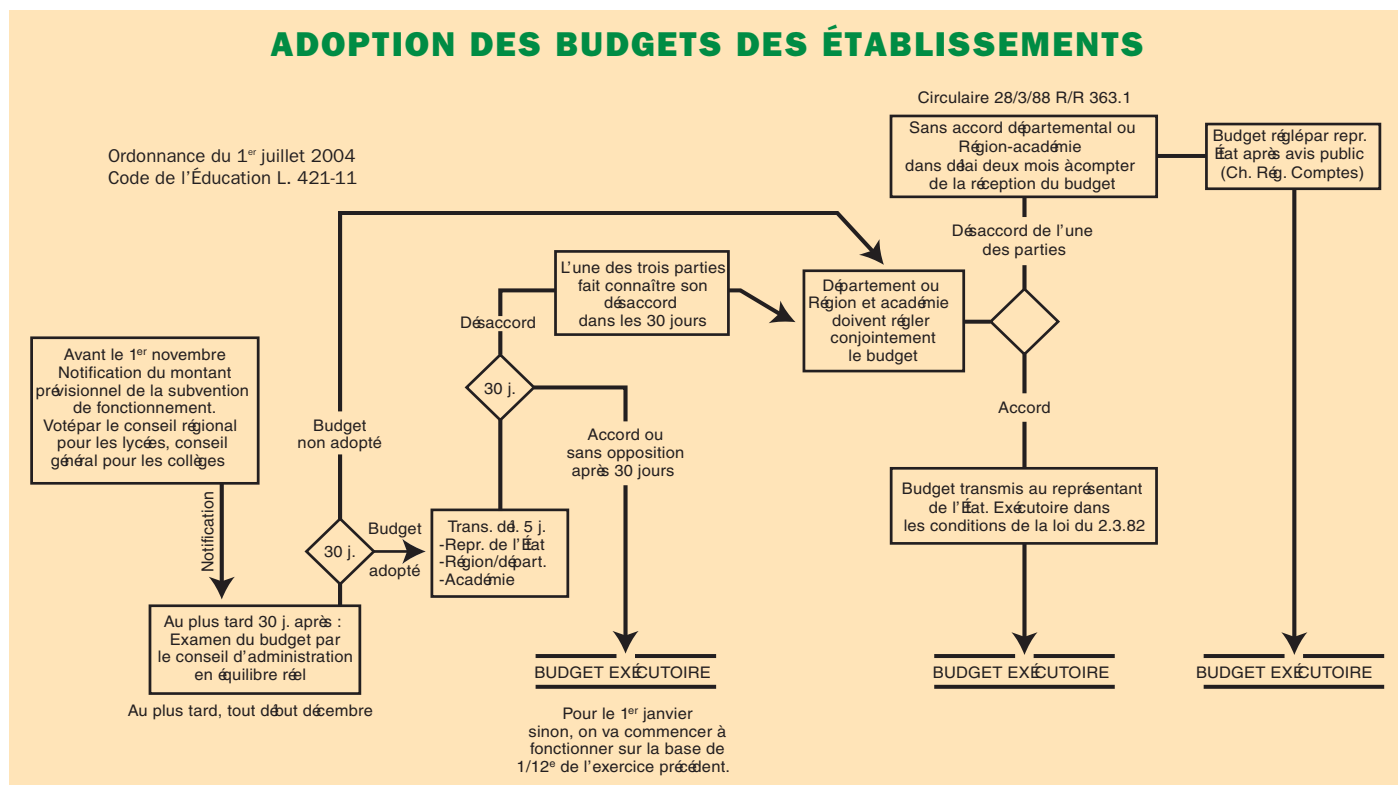 ADOPTION DES BUDGETS DES ÉTABLISSEMENTS
Ordonnance du 1er juillet 2004
Code de l'Éducation L. 421-11
Avant le 1er novembre
Notification du montant
prévisionnel de la subvention
de fonctionnement.
Voté par le conseil régional
pour les lycées, conseil
général pour les collèges
Notification
Au plus tard 30 j. après :
Examen du budget par
le conseil d'administration
en équilibre réel
Au plus tard, tout début décembre
30 j.
Budget
non adopté
Budget
adopté
Trans. dél. 5 j.
-Repr. de l'État
-Région/départ.
-Académie
30 j.
Désaccord
L'une des trois parties
fait connaître son
désaccord
dans les 30 jours
Accord ou
sans opposition
après 30 jours
BUDGET EXÉCUTOIRE
Pour le 1er janvier
sinon, on va commencer à
fonctionner sur la base de
1/12e de l'exercice précédent.
Département ou
Région et académie
doivent régler
conjointement
le budget
Circulaire 28/3/88 R/R 363.1
Sans accord départemental ou
Région-académie
dans délai deux mois à compter
de la réception du budget
Désaccord de l'une
des parties
Accord
Budget transmis au représentant
de l'État. Exécutoire dans
les conditions de la loi du 2.3.82
BUDGET EXÉCUTOIRE
Budget réglé par repr.
État après avis public
(Ch. Rég. Comptes)
BUDGET EXÉCUTOIRE